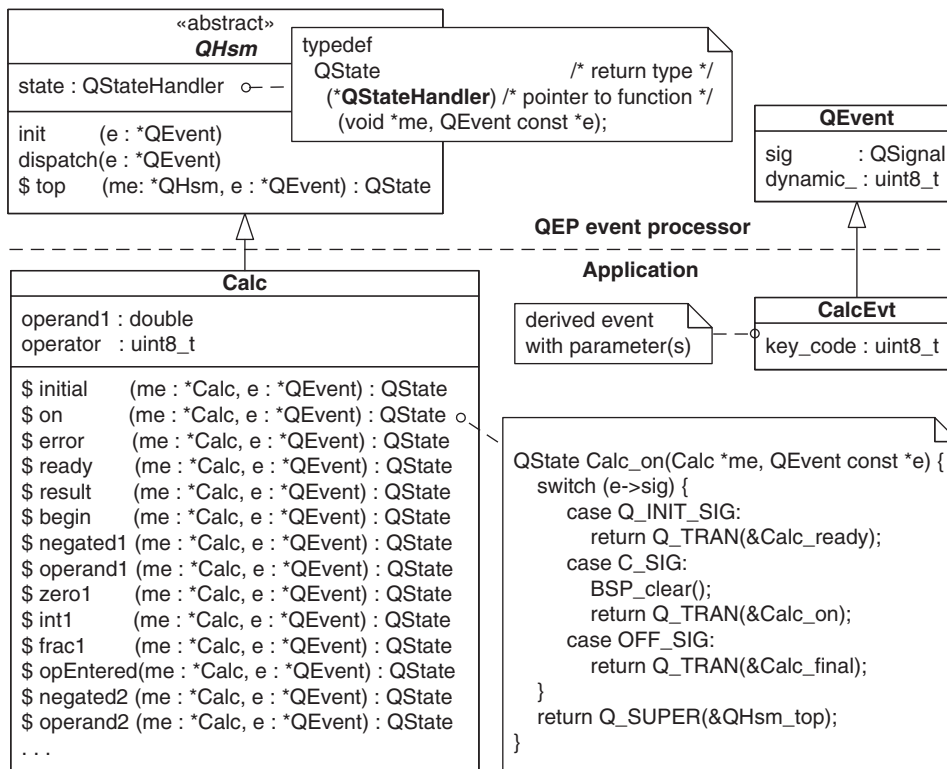 «abstract»
QHsm
state : QStateHandler
init (e : *QEvent)
dispatch(e : *QEvent)
$ top (me: *QHsm, e : *QEvent) : QState
typedef
QState /* return type */
(*QStateHandler) /* pointer to function */
(void *me, QEvent const *e);
QEvent
sig : QSignal
dynamic_ : uint8_t
QEP event processor
Application
Calc
operand1 : double
operator : uint8_t
$ initial (me : *Calc, e : *QEvent) : QState
$ on (me : *Calc, e : *QEvent) : QState
$ error (me : *Calc, e : *QEvent) : QState
$ ready (me : *Calc, e : *QEvent) : QState
$ result (me : *Calc, e : *QEvent) : QState
$ begin (me : *Calc, e : *QEvent) : QState
$ negated1 (me : *Calc, e : *QEvent) : QState
$ operand1 (me : *Calc, e : *QEvent) : QState
$ zero1 (me : *Calc, e : *QEvent) : QState
$ int1 (me : *Calc, e : *QEvent) : QState
$ frac1 (me : *Calc, e : *QEvent) : QState
$ opEntered(me : *Calc, e : *QEvent) : QState
$ negated2 (me : *Calc, e : *QEvent) : QState
$ operand2 (me : *Calc, e : *QEvent) : QState
. . .
derived event
with parameter(s)
CalcEvt
key_code : uint8_t
QState Calc_on(Calc *me, QEvent const *e) {
switch (e->sig) {
case Q_INIT_SIG:
return Q_TRAN(&Calc_ready);
case C_SIG:
BSP_clear();
return Q_TRAN(&Calc_on);
case OFF_SIG:
return Q_TRAN(&Calc_final);
}
return Q_SUPER(&QHsm_top);
}